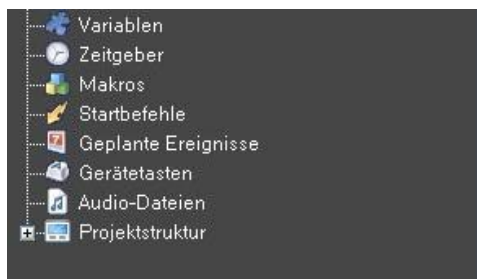 Variablen
Zeitgeber
Makros
Startbefehle
Geplante Ereignisse
Gerätetasten
Audio-Dateien
Projektstruktur